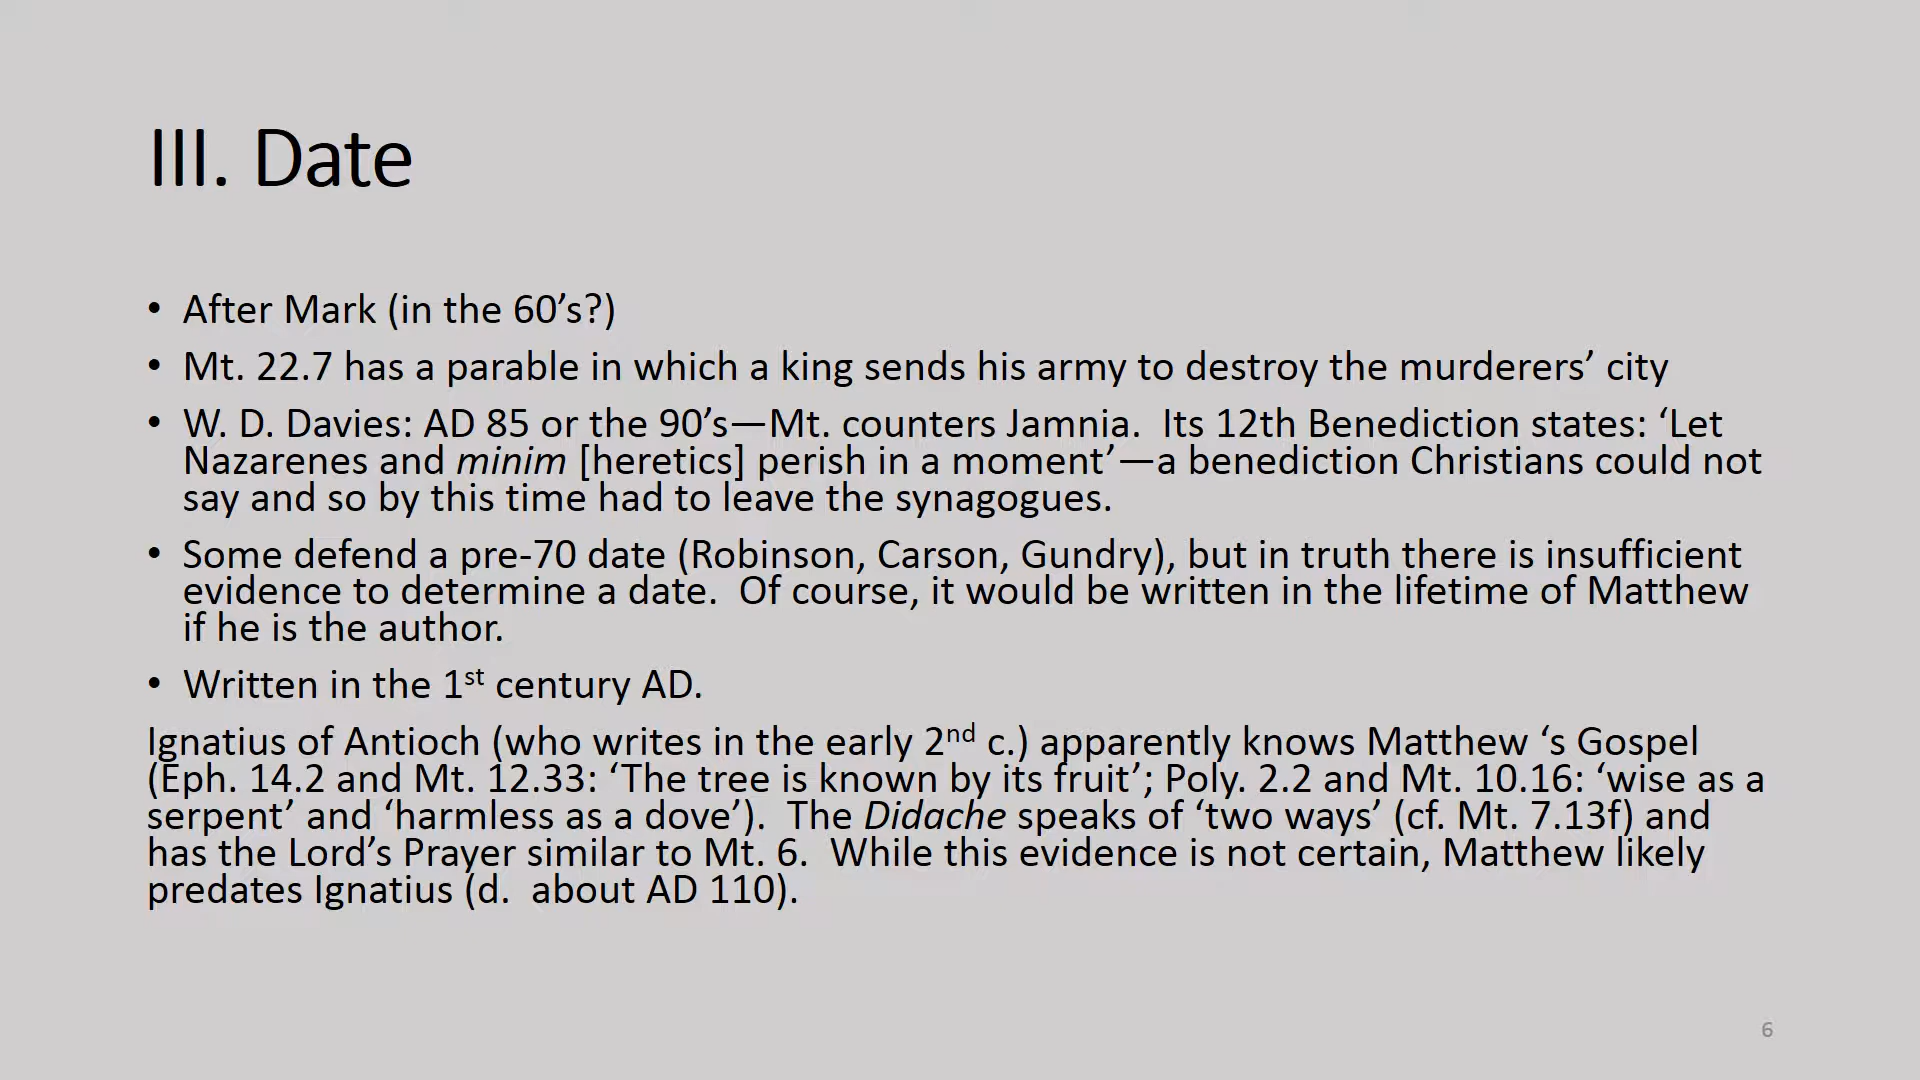 III. Date
• After Mark (in the 60’s?)
• Mt. 22.7 has a parable in which a king sends his army to destroy the murderers’ city
• W. D. Davies: AD 85 or the 90’s—Mt. counters Jamnia.  Its 12th Benediction states: ‘Let
Nazarenes and minim [heretics] perish in a moment’—a benediction Christians could not
say and so by this time had to leave the synagogues.
• Some defend a pre-70 date (Robinson, Carson, Gundry), but in truth there is insufficient
evidence to determine a date.  Of course, it would be written in the lifetime of Matthew
if he is the author.
• Written in the 1st century AD.
Ignatius of Antioch (who writes in the early 2nd c.) apparently knows Matthew ‘s Gospel
(Eph. 14.2 and Mt. 12.33: ‘The tree is known by its fruit’; Poly. 2.2 and Mt. 10.16: ‘wise as a
serpent’ and ‘harmless as a dove’).  The Didache speaks of ‘two ways’ (cf. Mt. 7.13f) and
has the Lord’s Prayer similar to Mt. 6.  While this evidence is not certain, Matthew likely
predates Ignatius (d.  about AD 110).
6